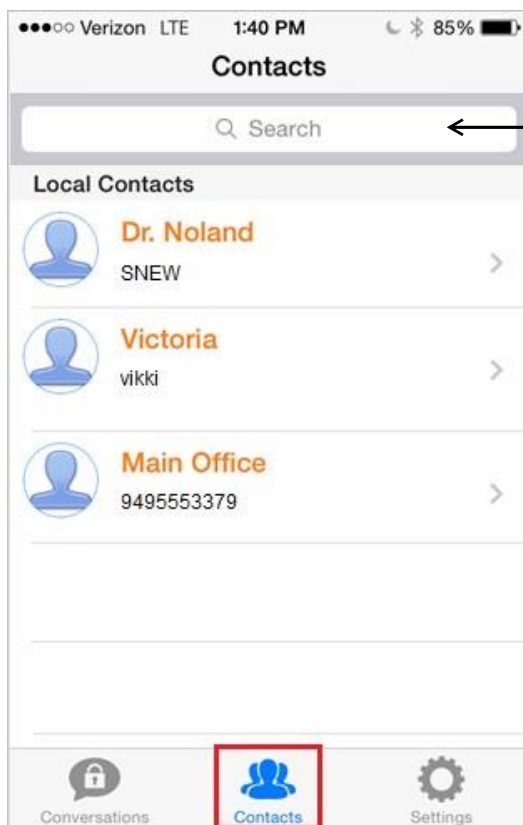 Verizon LTE 1:40 PM 85%
Contacts
Search
Local Contacts
Dr. Noland
SNEW
Victoria
vikki
Main Office
9495553379
Conversations Contacts Settings